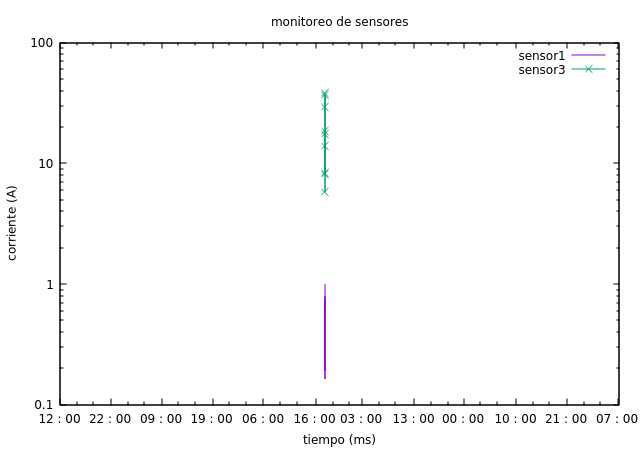 monitoreo de sensores
sensor1
sensor3
100
10
1
0.1
corriente (A)
12 : 00 22 : 00 09 : 00 19 : 00 06 : 00 16 : 00 03 : 00 13 : 00 00 : 00 10 : 00 21 : 00 07 : 00
tiempo (ms)